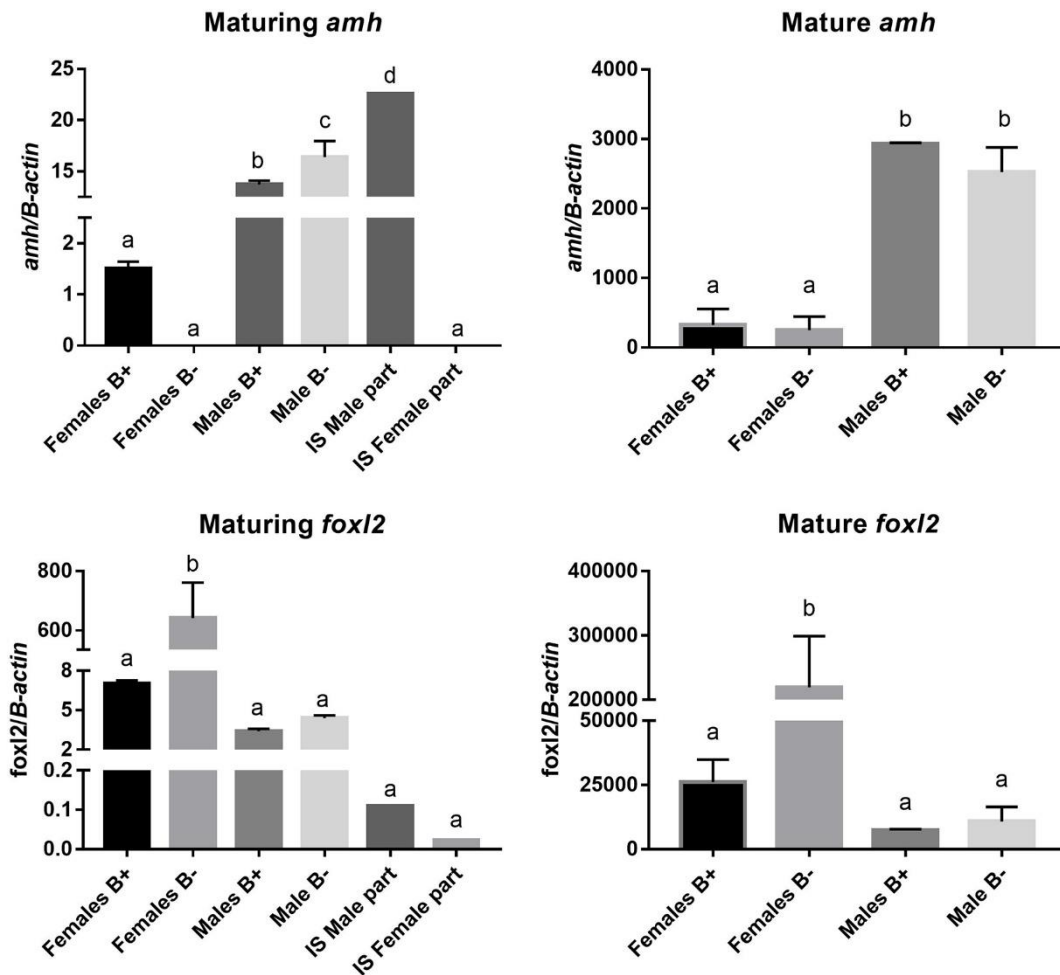 Maturing amh
amh/B-actin
25
20
15
2
1
0
a
a
b
c
d
a
Females B+
Females B-
Males B+
Male B-
IS Male part
IS Female part
Mature amh
amh/B-actin
4000
3000
2000
1000
0
a
a
b
b
Females B+
Females B-
Males B+
Male B-
Maturing foxl2
foxl2/B-actin
800
600
8
5
2
0.2
0.1
0.0
a
b
a
a
a
a
Females B+
Females B-
Males B+
Male B-
IS Male part
IS Female part
Mature foxl2
foxl2/B-actin
400000
300000
200000
50000
25000
0
a
b
a
a
Females B+
Females B-
Males B+
Male B-